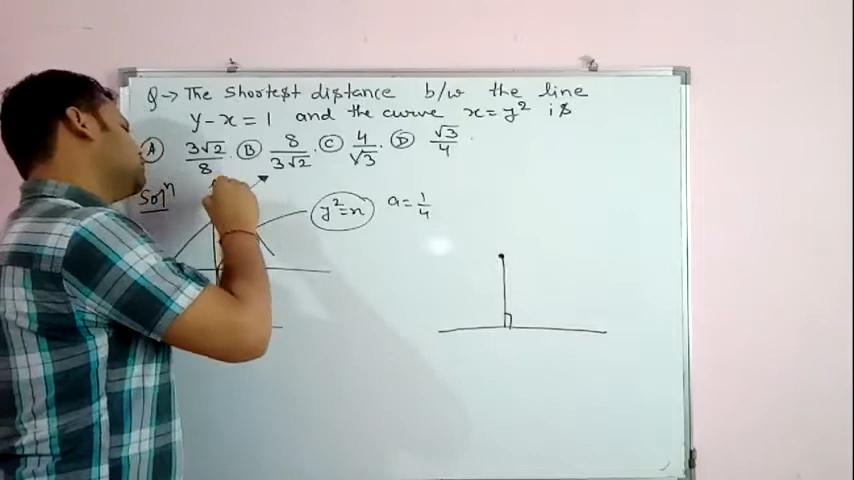 Q → The shortest distance b/w the line
y - x = 1 and the curve x = y² is
Ⓐ 3√2/8 . Ⓑ 8/3√2 . Ⓒ 4/√3 . Ⓓ √3/4 .
Solⁿ
y² = x a = 1/4